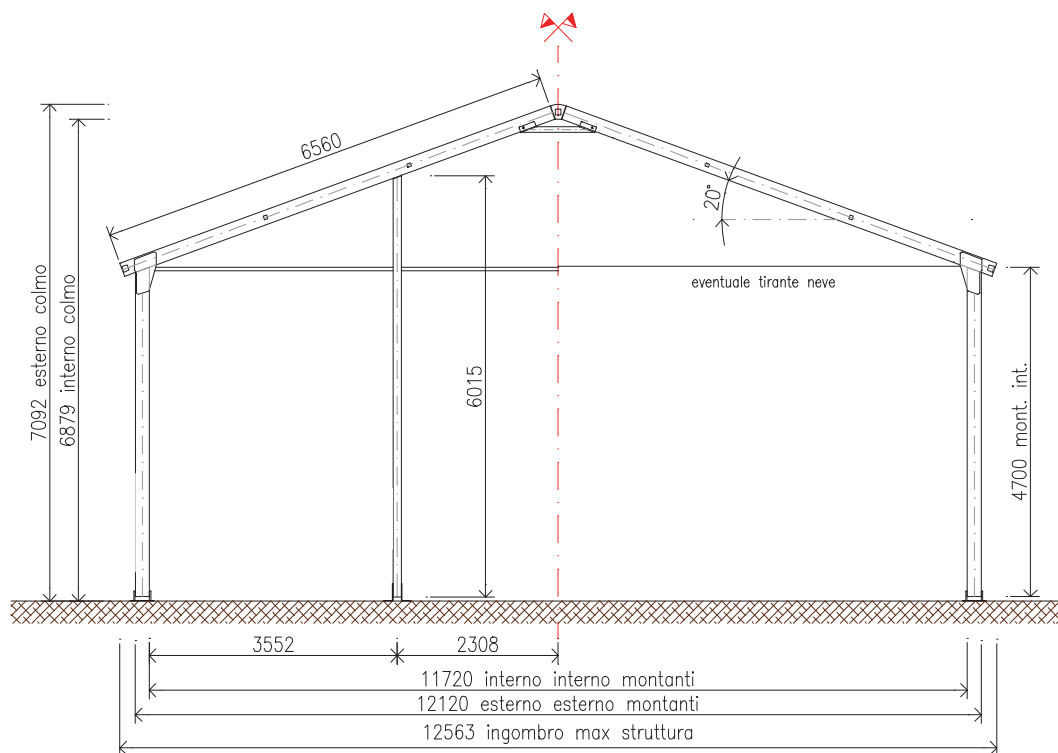 6560
20°
7092 esterno colmo
6879 interno colmo
eventuale tirante neve
6015
4700 mont. int.
3552
2308
11720 interno interno montanti
12120 esterno esterno montanti
12563 ingombro max struttura